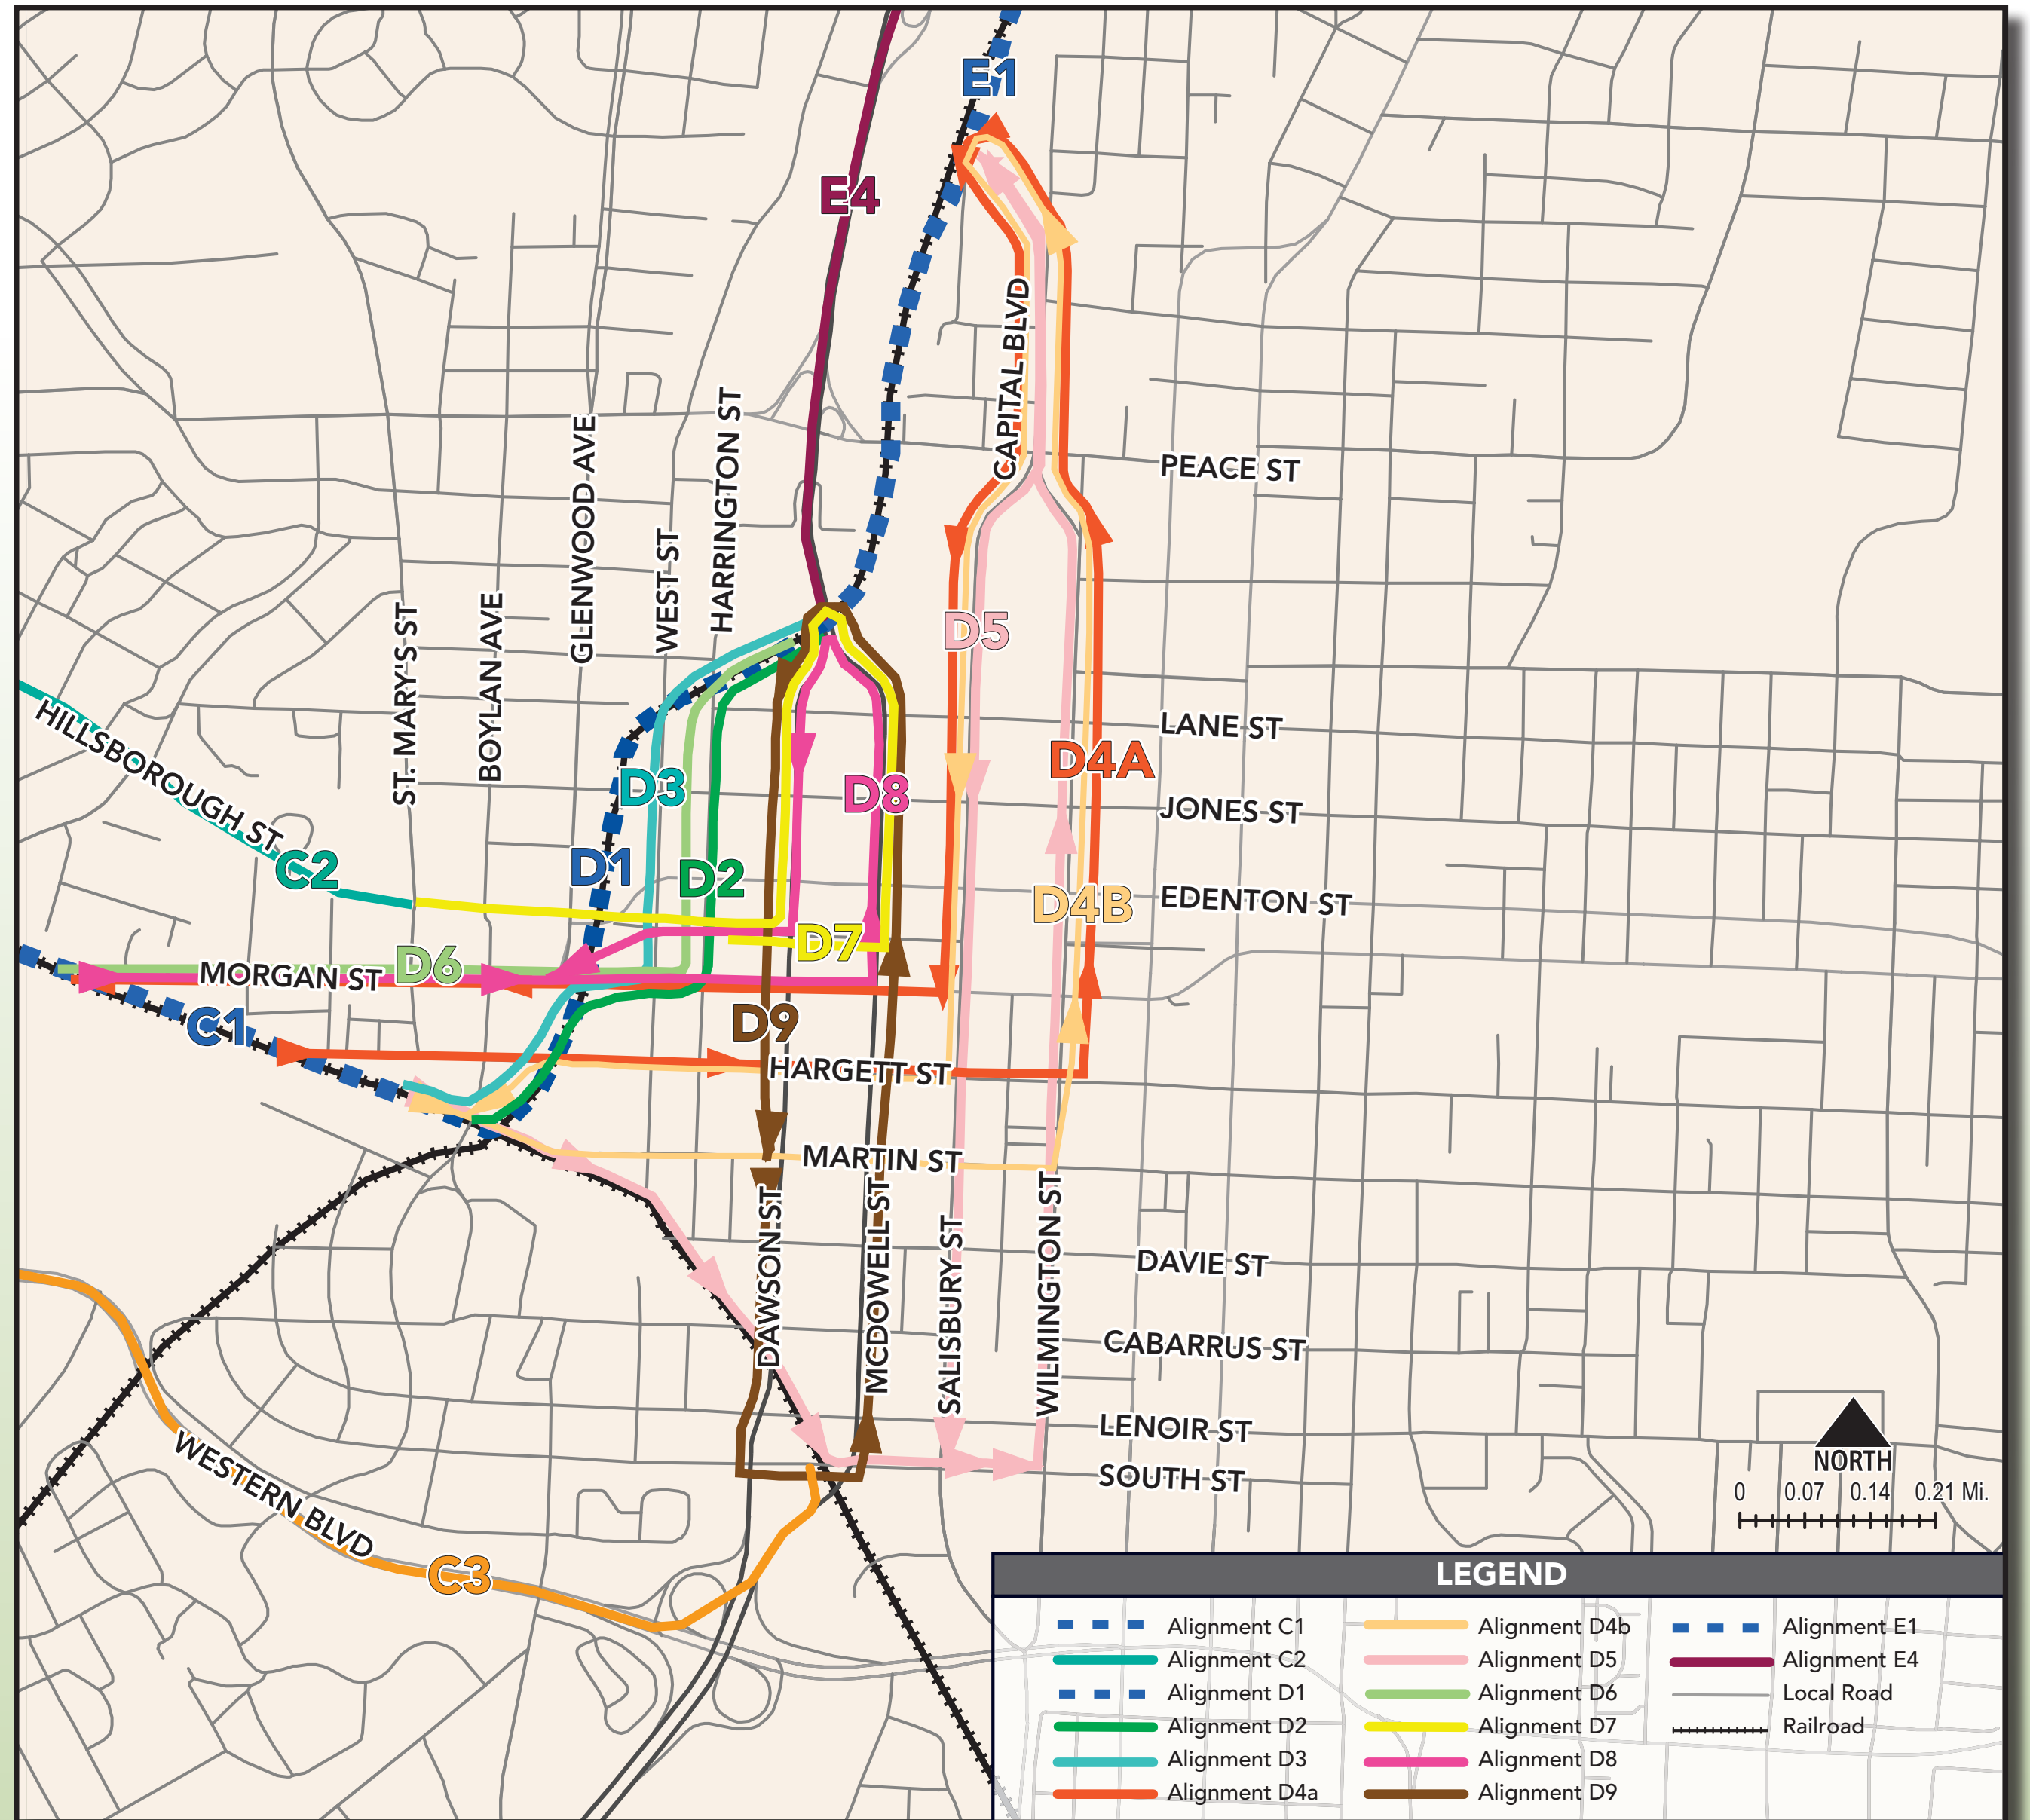 E1
E4
CAPITAL BLVD
PEACE ST
GLENWOOD AVE
HARRINGTON ST
WEST ST
ST. MARY'S ST
BOYLAN AVE
D5
HILLSBOROUGH ST
LANE ST
D4A
D3
D8
JONES ST
C2
D1
D2
D4B
EDENTON ST
D7
MORGAN ST
D6
C1
D9
HARGETT ST
MARTIN ST
DAWSON ST
MCDOWELL ST
SALISBURY ST
WILMINGTON ST
DAVIE ST
CABARRUS ST
LENOIR ST
SOUTH ST
WESTERN BLVD
C3
NORTH
0 0.07 0.14 0.21 Mi.
LEGEND
Alignment C1
Alignment C2
Alignment D1
Alignment D2
Alignment D3
Alignment D4a
Alignment D4b
Alignment D5
Alignment D6
Alignment D7
Alignment D8
Alignment D9
Alignment E1
Alignment E4
Local Road
Railroad